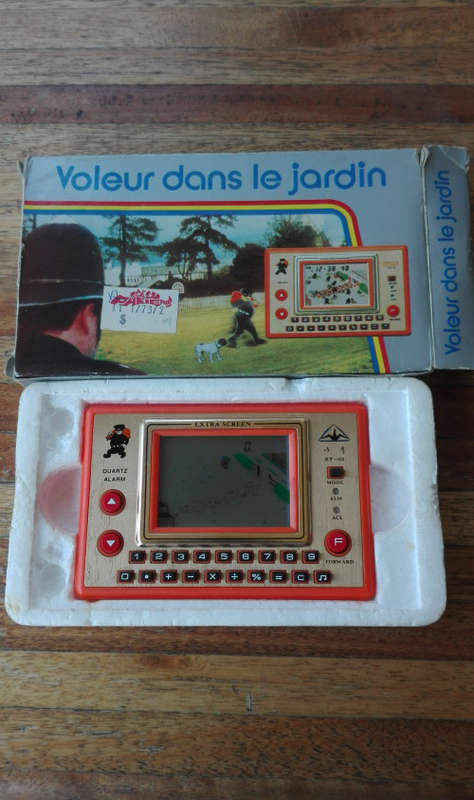 Voleur dans le jardin
Voleur dans le jardin
$
EXTRA SCREEN
QUARTZ
ALARM
MODE
ALM
ACL
F
FORWARD
1 2 3 4 5 6 7 8 9
0 • + − × ÷ % = C ♫